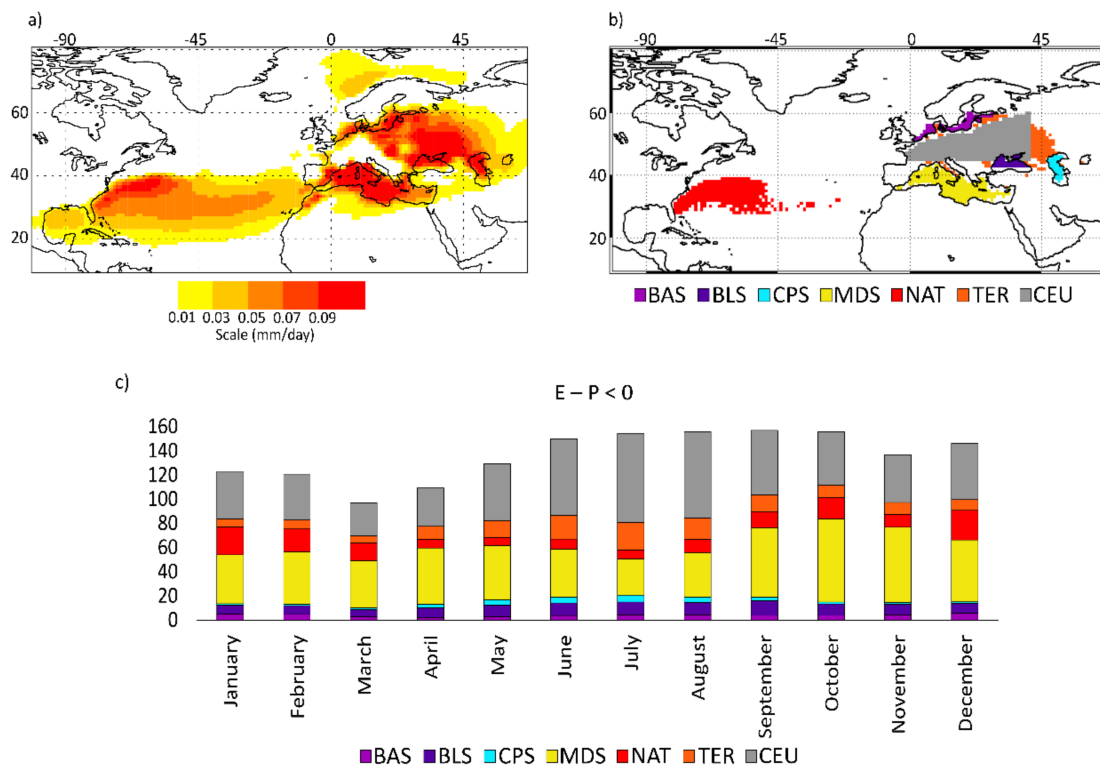 a)
-90 -45 0 45
60
40
20
0.01 0.03 0.05 0.07 0.09
Scale (mm/day)
b)
-90 -45 0 45
60
40
20
BAS BLS CPS MDS NAT TER CEU
c)
E – P < 0
160
140
120
100
80
60
40
20
0
January February March April May June July August September October November December
BAS BLS CPS MDS NAT TER CEU